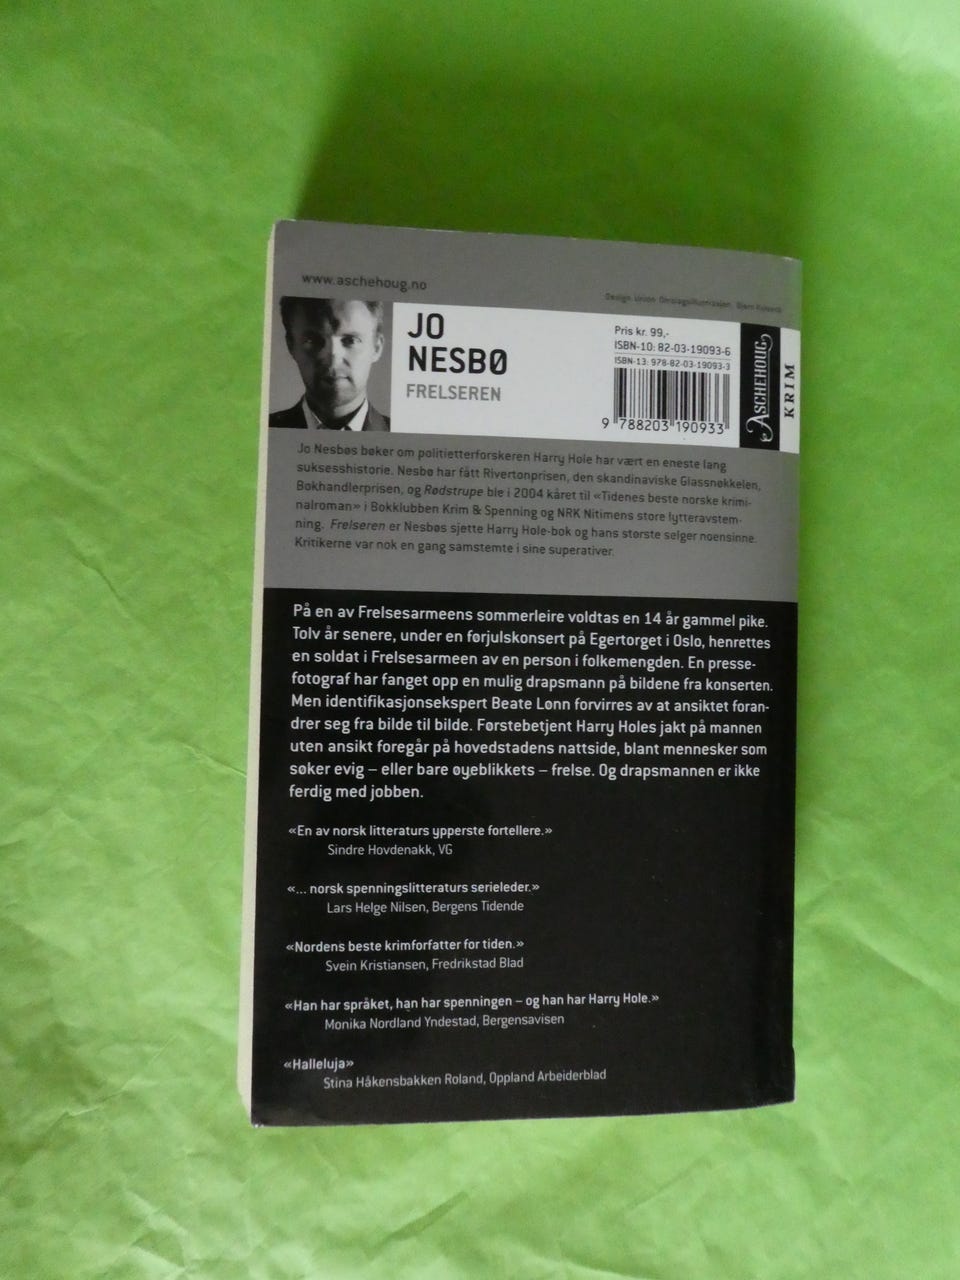 www.aschehoug.no
Design: Union Omslagsillustrasjon: Bjørn
JO
NESBØ
FRELSEREN
Pris kr. 99,-
ISBN-10: 82-03-19093-6
ISBN-13: 978-82-03-19093-3
9 788203 190933
ASCHEHOUG
KRIM
Jo Nesbøs bøker om politietterforskeren Harry Hole har vært en eneste lang
suksesshistorie. Nesbø har fått Rivertonprisen, den skandinaviske Glassnøkkelen,
Bokhandlerprisen, og Rødstrupe ble i 2004 kåret til «Tidenes beste norske krimi-
nalroman» i Bokklubben Krim & Spenning og NRK Nitimens store lytteravstem-
ning. Frelseren er Nesbøs sjette Harry Hole-bok og hans største selger noensinne.
Kritikerne var nok en gang samstemte i sine superativer.
På en av Frelsesarmeens sommerleire voldtas en 14 år gammel pike.
Tolv år senere, under en førjulskonsert på Egertorget i Oslo, henrettes
en soldat i Frelsesarmeen av en person i folkemengden. En presse-
fotograf har fanget opp en mulig drapsmann på bildene fra konserten.
Men identifikasjonsekspert Beate Lønn forvirres av at ansiktet foran-
drer seg fra bilde til bilde. Førstebetjent Harry Holes jakt på mannen
uten ansikt foregår på hovedstadens nattside, blant mennesker som
søker evig – eller bare øyeblikkets – frelse. Og drapsmannen er ikke
ferdig med jobben.
«En av norsk litteraturs ypperste fortellere.»
Sindre Hovdenakk, VG
«... norsk spenningslitteraturs serieleder.»
Lars Helge Nilsen, Bergens Tidende
«Nordens beste krimforfatter for tiden.»
Svein Kristiansen, Fredrikstad Blad
«Han har språket, han har spenningen – og han har Harry Hole.»
Monika Nordland Yndestad, Bergensavisen
«Halleluja»
Stina Håkensbakken Roland, Oppland Arbeiderblad